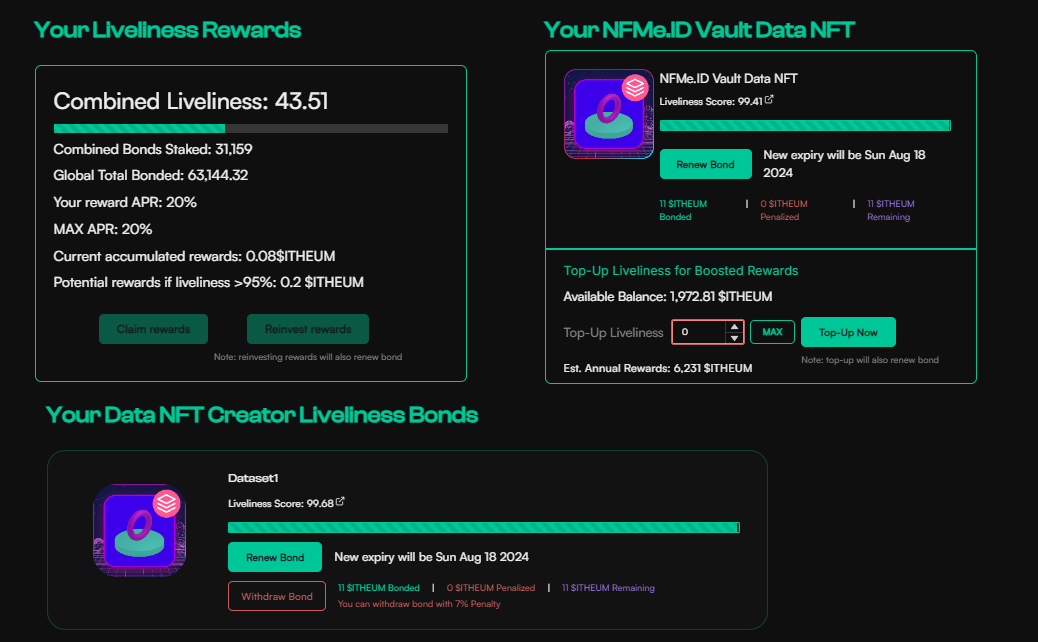 Your Liveliness Rewards
Combined Liveliness: 43.51
Combined Bonds Staked: 31,159
Global Total Bonded: 63,144.32
Your reward APR: 20%
MAX APR: 20%
Current accumulated rewards: 0.08$ITHEUM
Potential rewards if liveliness >95%: 0.2 $ITHEUM
Claim rewards
Reinvest rewards
Note: reinvesting rewards will also renew bond
Your NFMe.ID Vault Data NFT
NFMe.ID Vault Data NFT
Liveliness Score: 99.41
Renew Bond
New expiry will be Sun Aug 18
2024
11 $ITHEUM
Bonded
|
0 $ITHEUM
Penalized
|
11 $ITHEUM
Remaining
Top-Up Liveliness for Boosted Rewards
Available Balance: 1,972.81 $ITHEUM
Top-Up Liveliness
0
MAX
Top-Up Now
Note: top-up will also renew bond
Est. Annual Rewards: 6,231 $ITHEUM
Your Data NFT Creator Liveliness Bonds
Dataset1
Liveliness Score: 99.68
Renew Bond
New expiry will be Sun Aug 18 2024
Withdraw Bond
11 $ITHEUM Bonded | 0 $ITHEUM Penalized | 11 $ITHEUM Remaining
You can withdraw bond with 7% Penalty